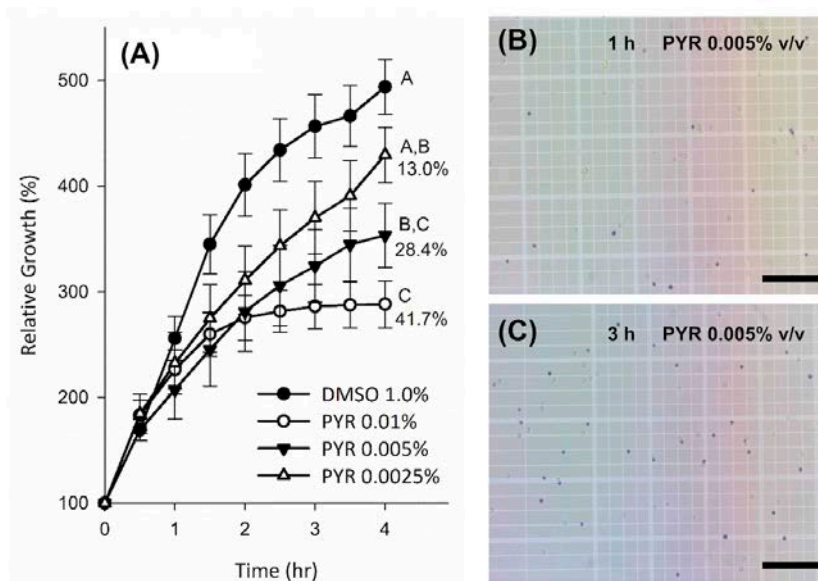 (A)
500
400
300
200
100
0 1 2 3 4
Relative Growth (%)
Time (hr)
A
A,B
13.0%
B,C
28.4%
C
41.7%
DMSO 1.0%
PYR 0.01%
PYR 0.005%
PYR 0.0025%
(B) 1 h PYR 0.005% v/v
(C) 3 h PYR 0.005% v/v